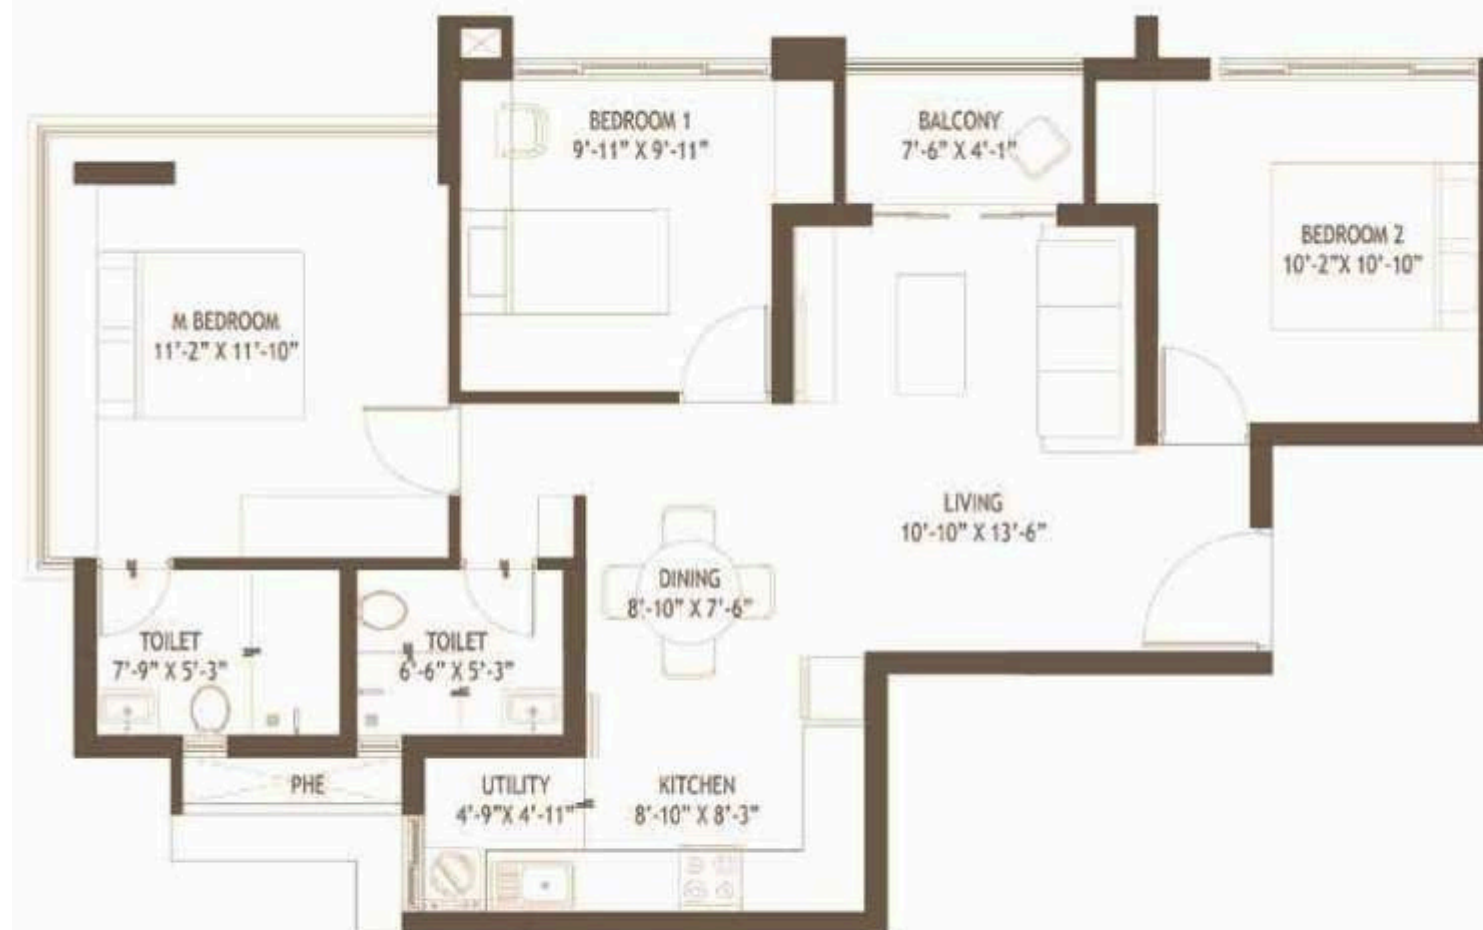 BEDROOM 1
9'-11" X 9'-11"
BALCONY
7'-6" X 4'-1"
BEDROOM 2
10'-2"X 10'-10"
M BEDROOM
11'-2" X 11'-10"
LIVING
10'-10" X 13'-6"
DINING
8'-10" X 7'-6"
TOILET
7'-9" X 5'-3"
TOILET
6'-6" X 5'-3"
PHE
UTILITY
4'-9"X 4'-11"
KITCHEN
8'-10" X 8'-3"